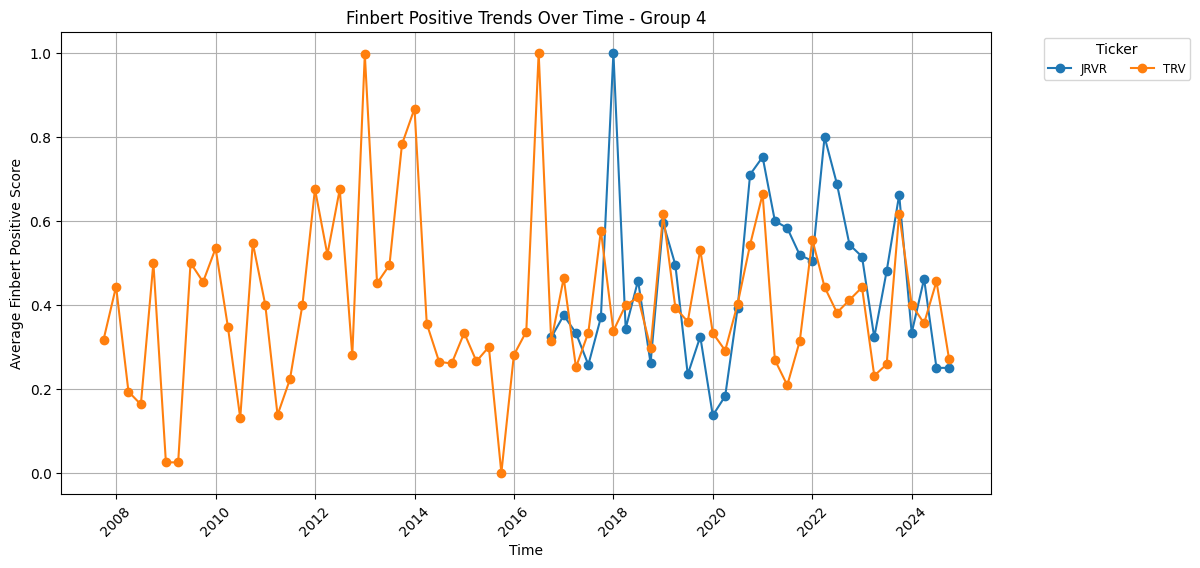 Finbert Positive Trends Over Time - Group 4
Ticker
JRVR TRV
Average Finbert Positive Score
1.0
0.8
0.6
0.4
0.2
0.0
2008 2010 2012 2014 2016 2018 2020 2022 2024
Time